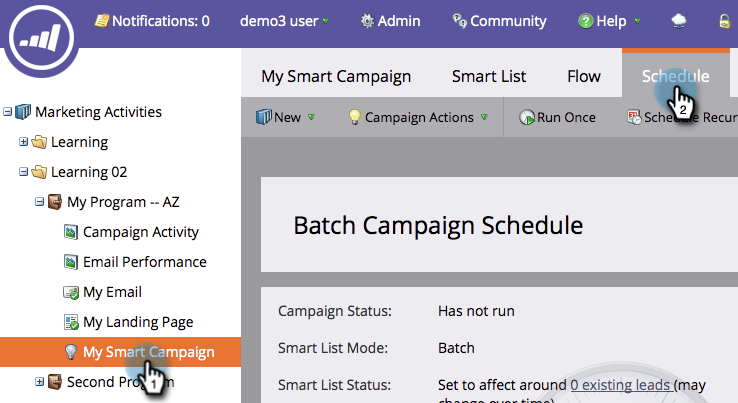 Notifications: 0 demo3 user Admin Community Help
My Smart Campaign Smart List Flow Schedule
New Campaign Actions Run Once Schedule Recur
Marketing Activities
Learning
Learning 02
My Program -- AZ
Campaign Activity
Email Performance
My Email
My Landing Page
My Smart Campaign
1
Second Program
2
Batch Campaign Schedule
Campaign Status: Has not run
Smart List Mode: Batch
Smart List Status: Set to affect around 0 existing leads (may
change over time)